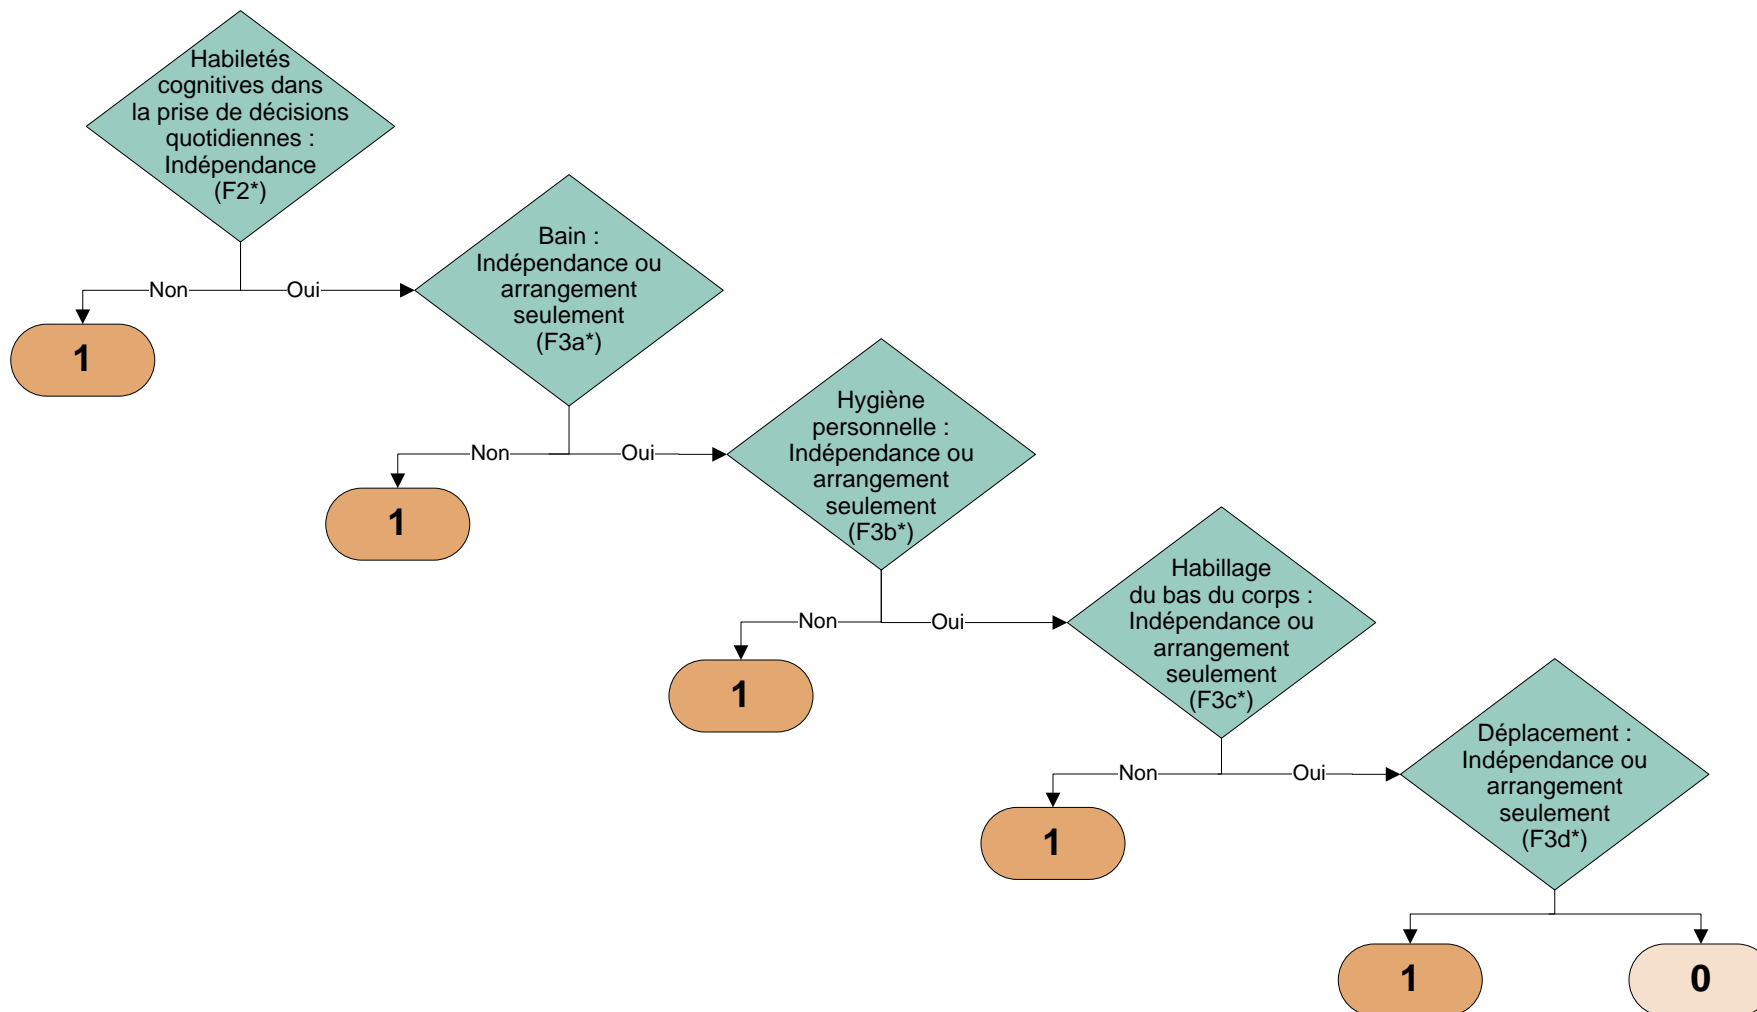 Habiletés
cognitives dans
la prise de décisions
quotidiennes :
Indépendance
(F2*)
Non
Oui
1
Bain :
Indépendance ou
arrangement
seulement
(F3a*)
Non
Oui
1
Hygiène
personnelle :
Indépendance ou
arrangement
seulement
(F3b*)
Non
Oui
1
Habillage
du bas du corps :
Indépendance ou
arrangement
seulement
(F3c*)
Non
Oui
1
Déplacement :
Indépendance ou
arrangement
seulement
(F3d*)
1
0